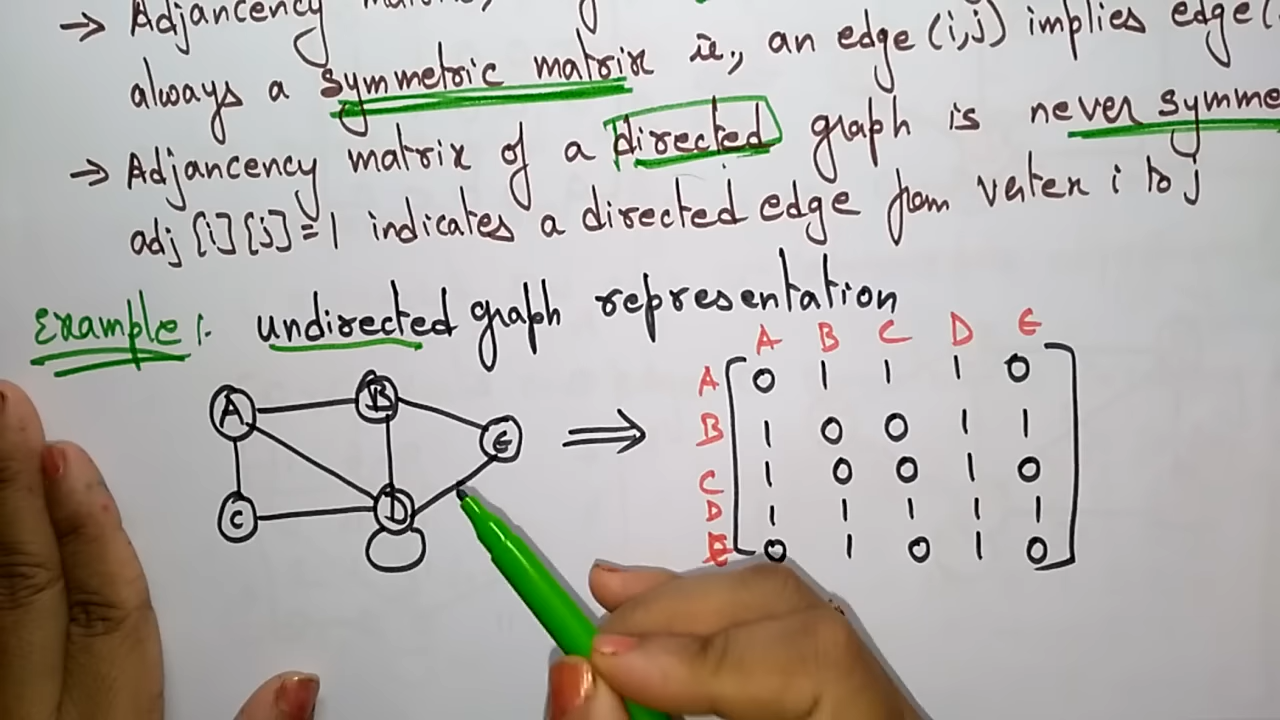 → Adjancency
always a symmetric matrix ie., an edge (i,j) implies edge(
→ Adjancency matrix of a directed graph is never symme
adj [i][j]=1 indicates a directed edge from vertex i to j
Example:- undirected graph representation
A B C D E
A 0 1 1 1 0
B 1 0 0 1 1
C 1 0 0 1 0
D 1 1 1 1 1
E 0 1 0 1 0
A B
E
C D